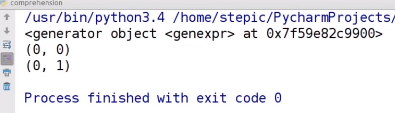 comprehension
/usr/bin/python3.4 /home/stepic/PycharmProjects/
<generator object <genexpr> at 0x7f59e82c9900>
(0, 0)
(0, 1)
Process finished with exit code 0